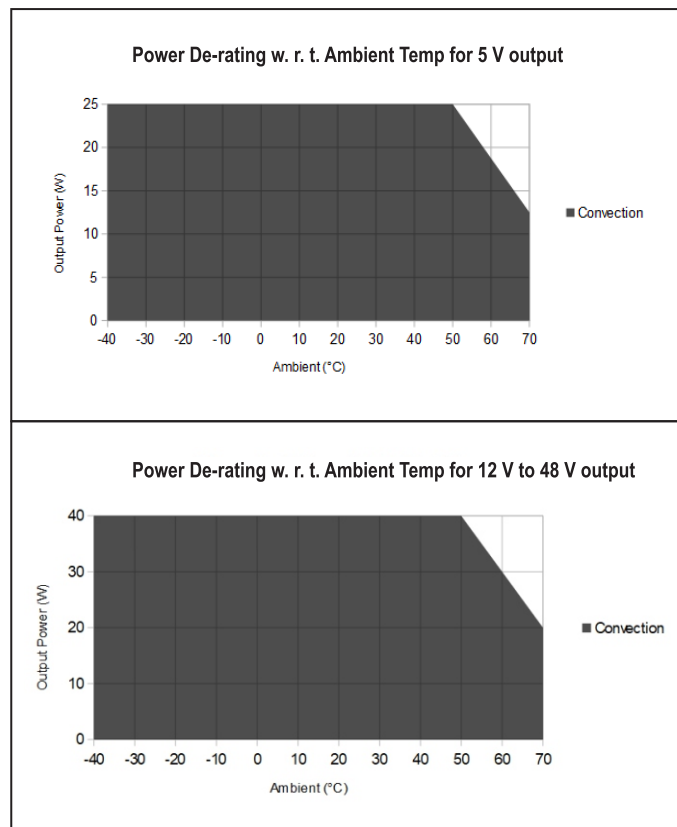 Power De-rating w. r. t. Ambient Temp for 5 V output
25
20
15
10
5
0
Output Power (W)
-40 -30 -20 -10 0 10 20 30 40 50 60 70
Ambient (°C)
Convection
Power De-rating w. r. t. Ambient Temp for 12 V to 48 V output
40
30
20
10
0
Output Power (W)
-40 -30 -20 -10 0 10 20 30 40 50 60 70
Ambient (°C)
Convection